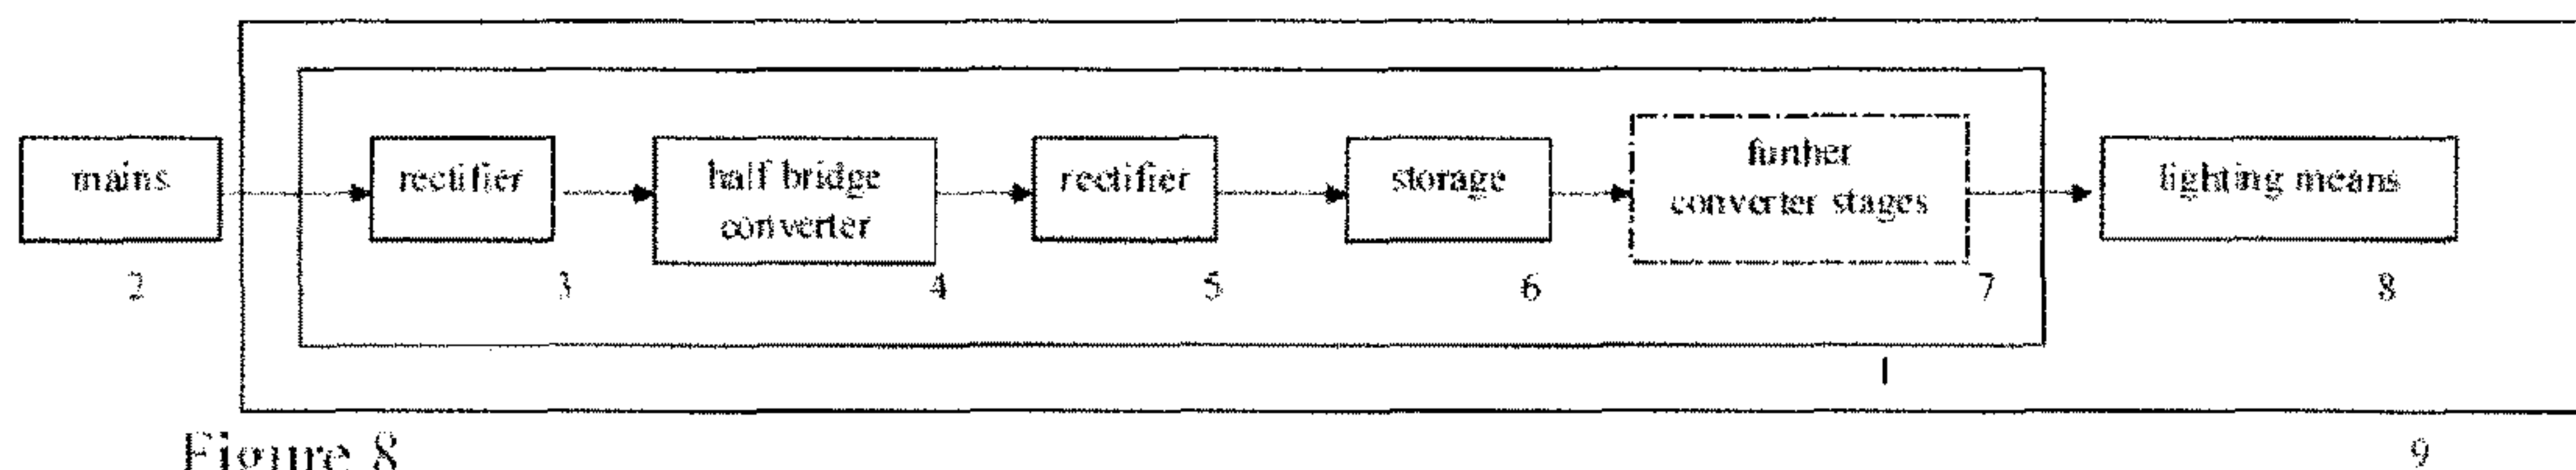 mains
rectifier
half bridge
converter
rectifier
storage
further
converter stages
lighting means
2
3
4
5
6
7
8
1
9
Figure 8